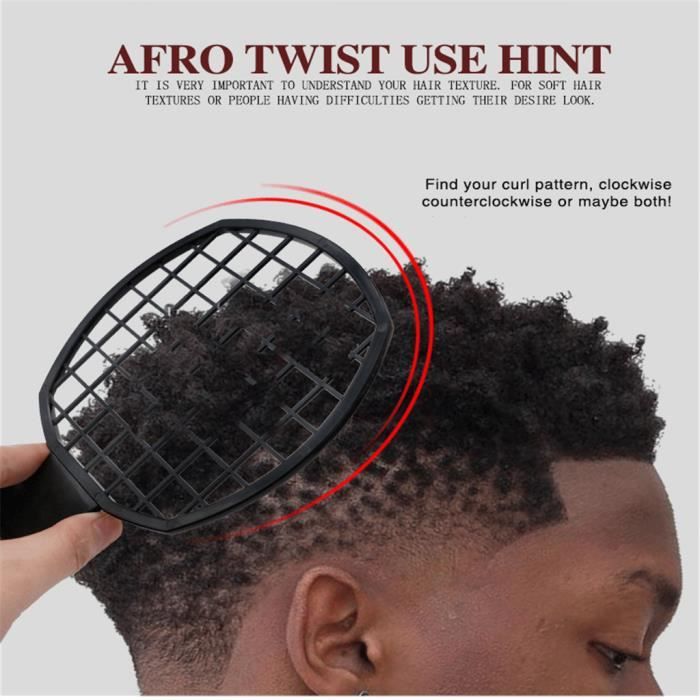 AFRO TWIST USE HINT
IT IS VERY IMPORTANT TO UNDERSTAND YOUR HAIR TEXTURE. FOR SOFT HAIR
TEXTURES OR PEOPLE HAVING DIFFICULTIES GETTING THEIR DESIRE LOOK.
Find your curl pattern, clockwise
counterclockwise or maybe both!